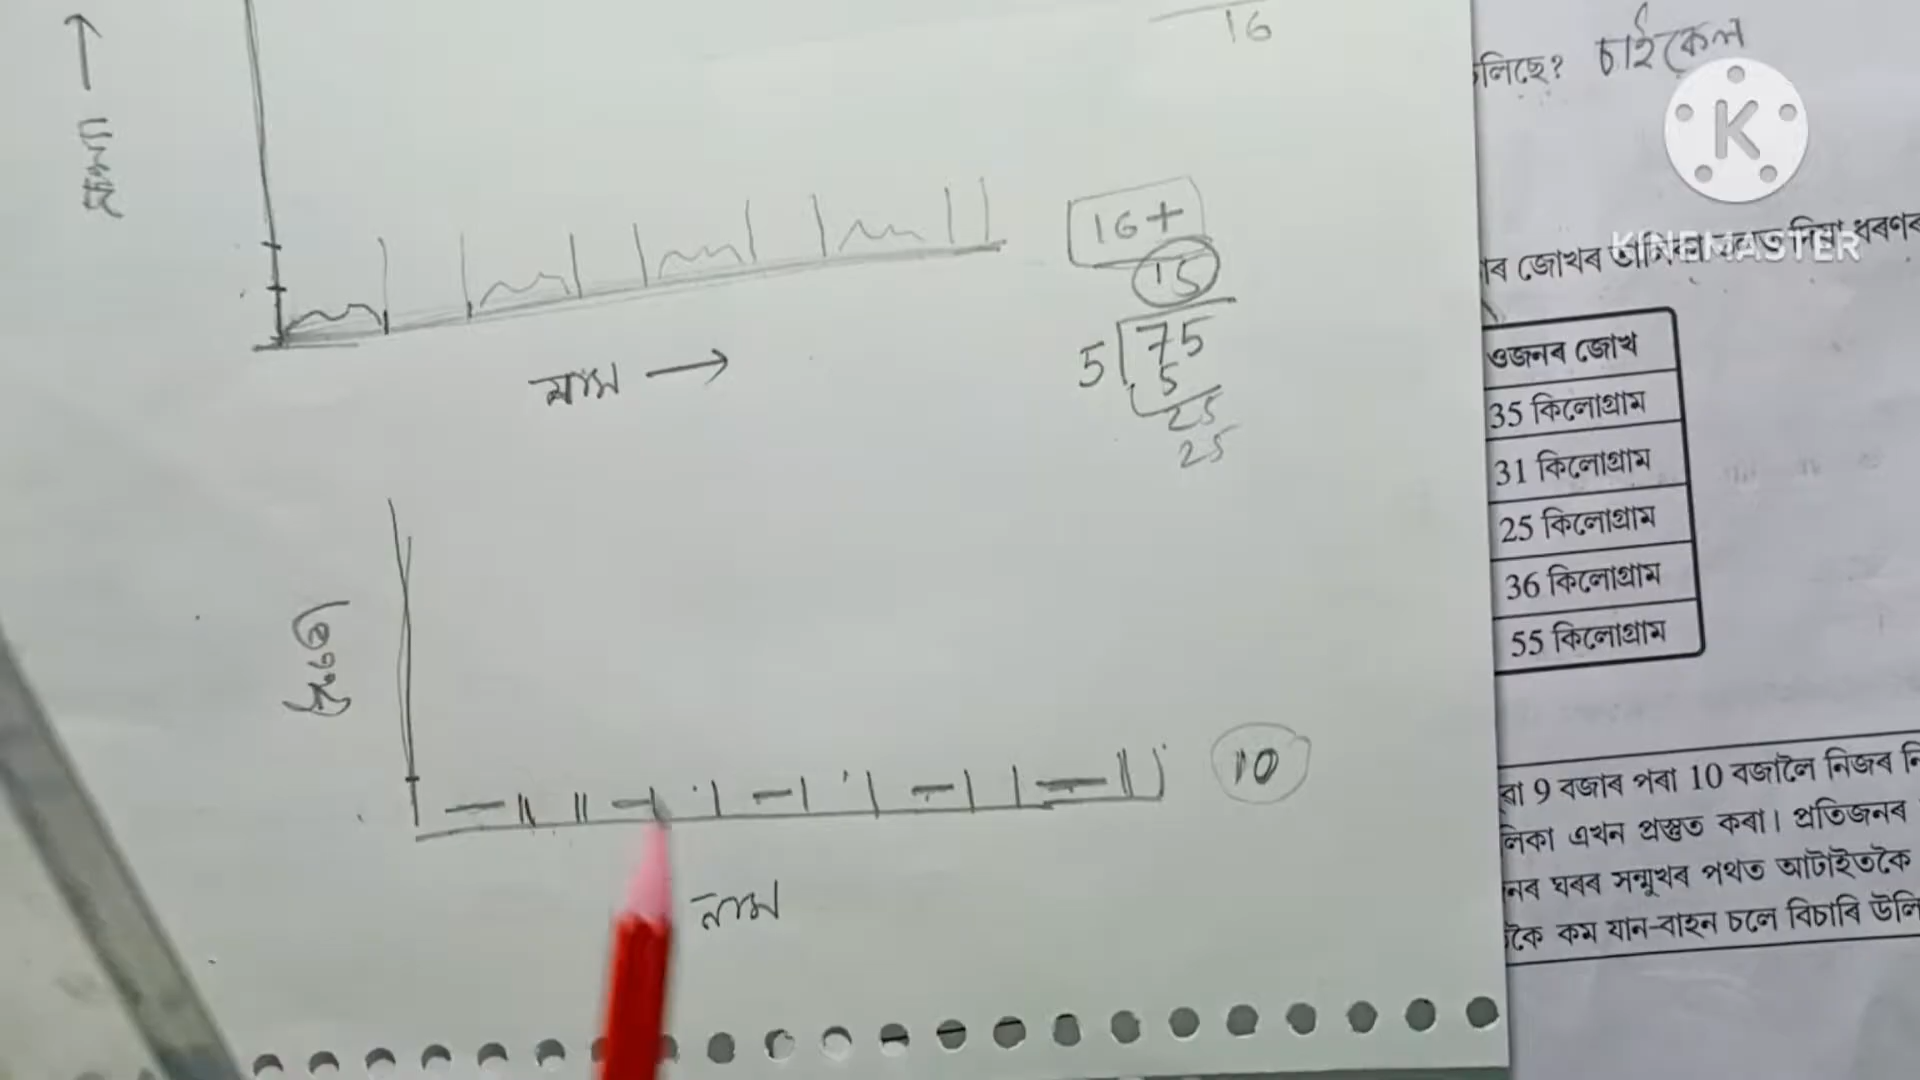 16
মাস →
16+
15
5 75
5
25
25
10
নাম
লিছে? চাইকেল
KINEMASTER
ৰ জোখৰ
ওজনৰ জোখ
35 কিলোগ্ৰাম
31 কিলোগ্ৰাম
25 কিলোগ্ৰাম
36 কিলোগ্ৰাম
55 কিলোগ্ৰাম
ৱা 9 বজাৰ পৰা 10 বজালৈ নিজৰ
লিকা এখন প্ৰস্তুত কৰা। প্ৰতিজনৰ
নৰ ঘৰৰ সন্মুখৰ পথত আটাইতকৈ
কৈ কম যান-বাহন চলে বিচাৰি